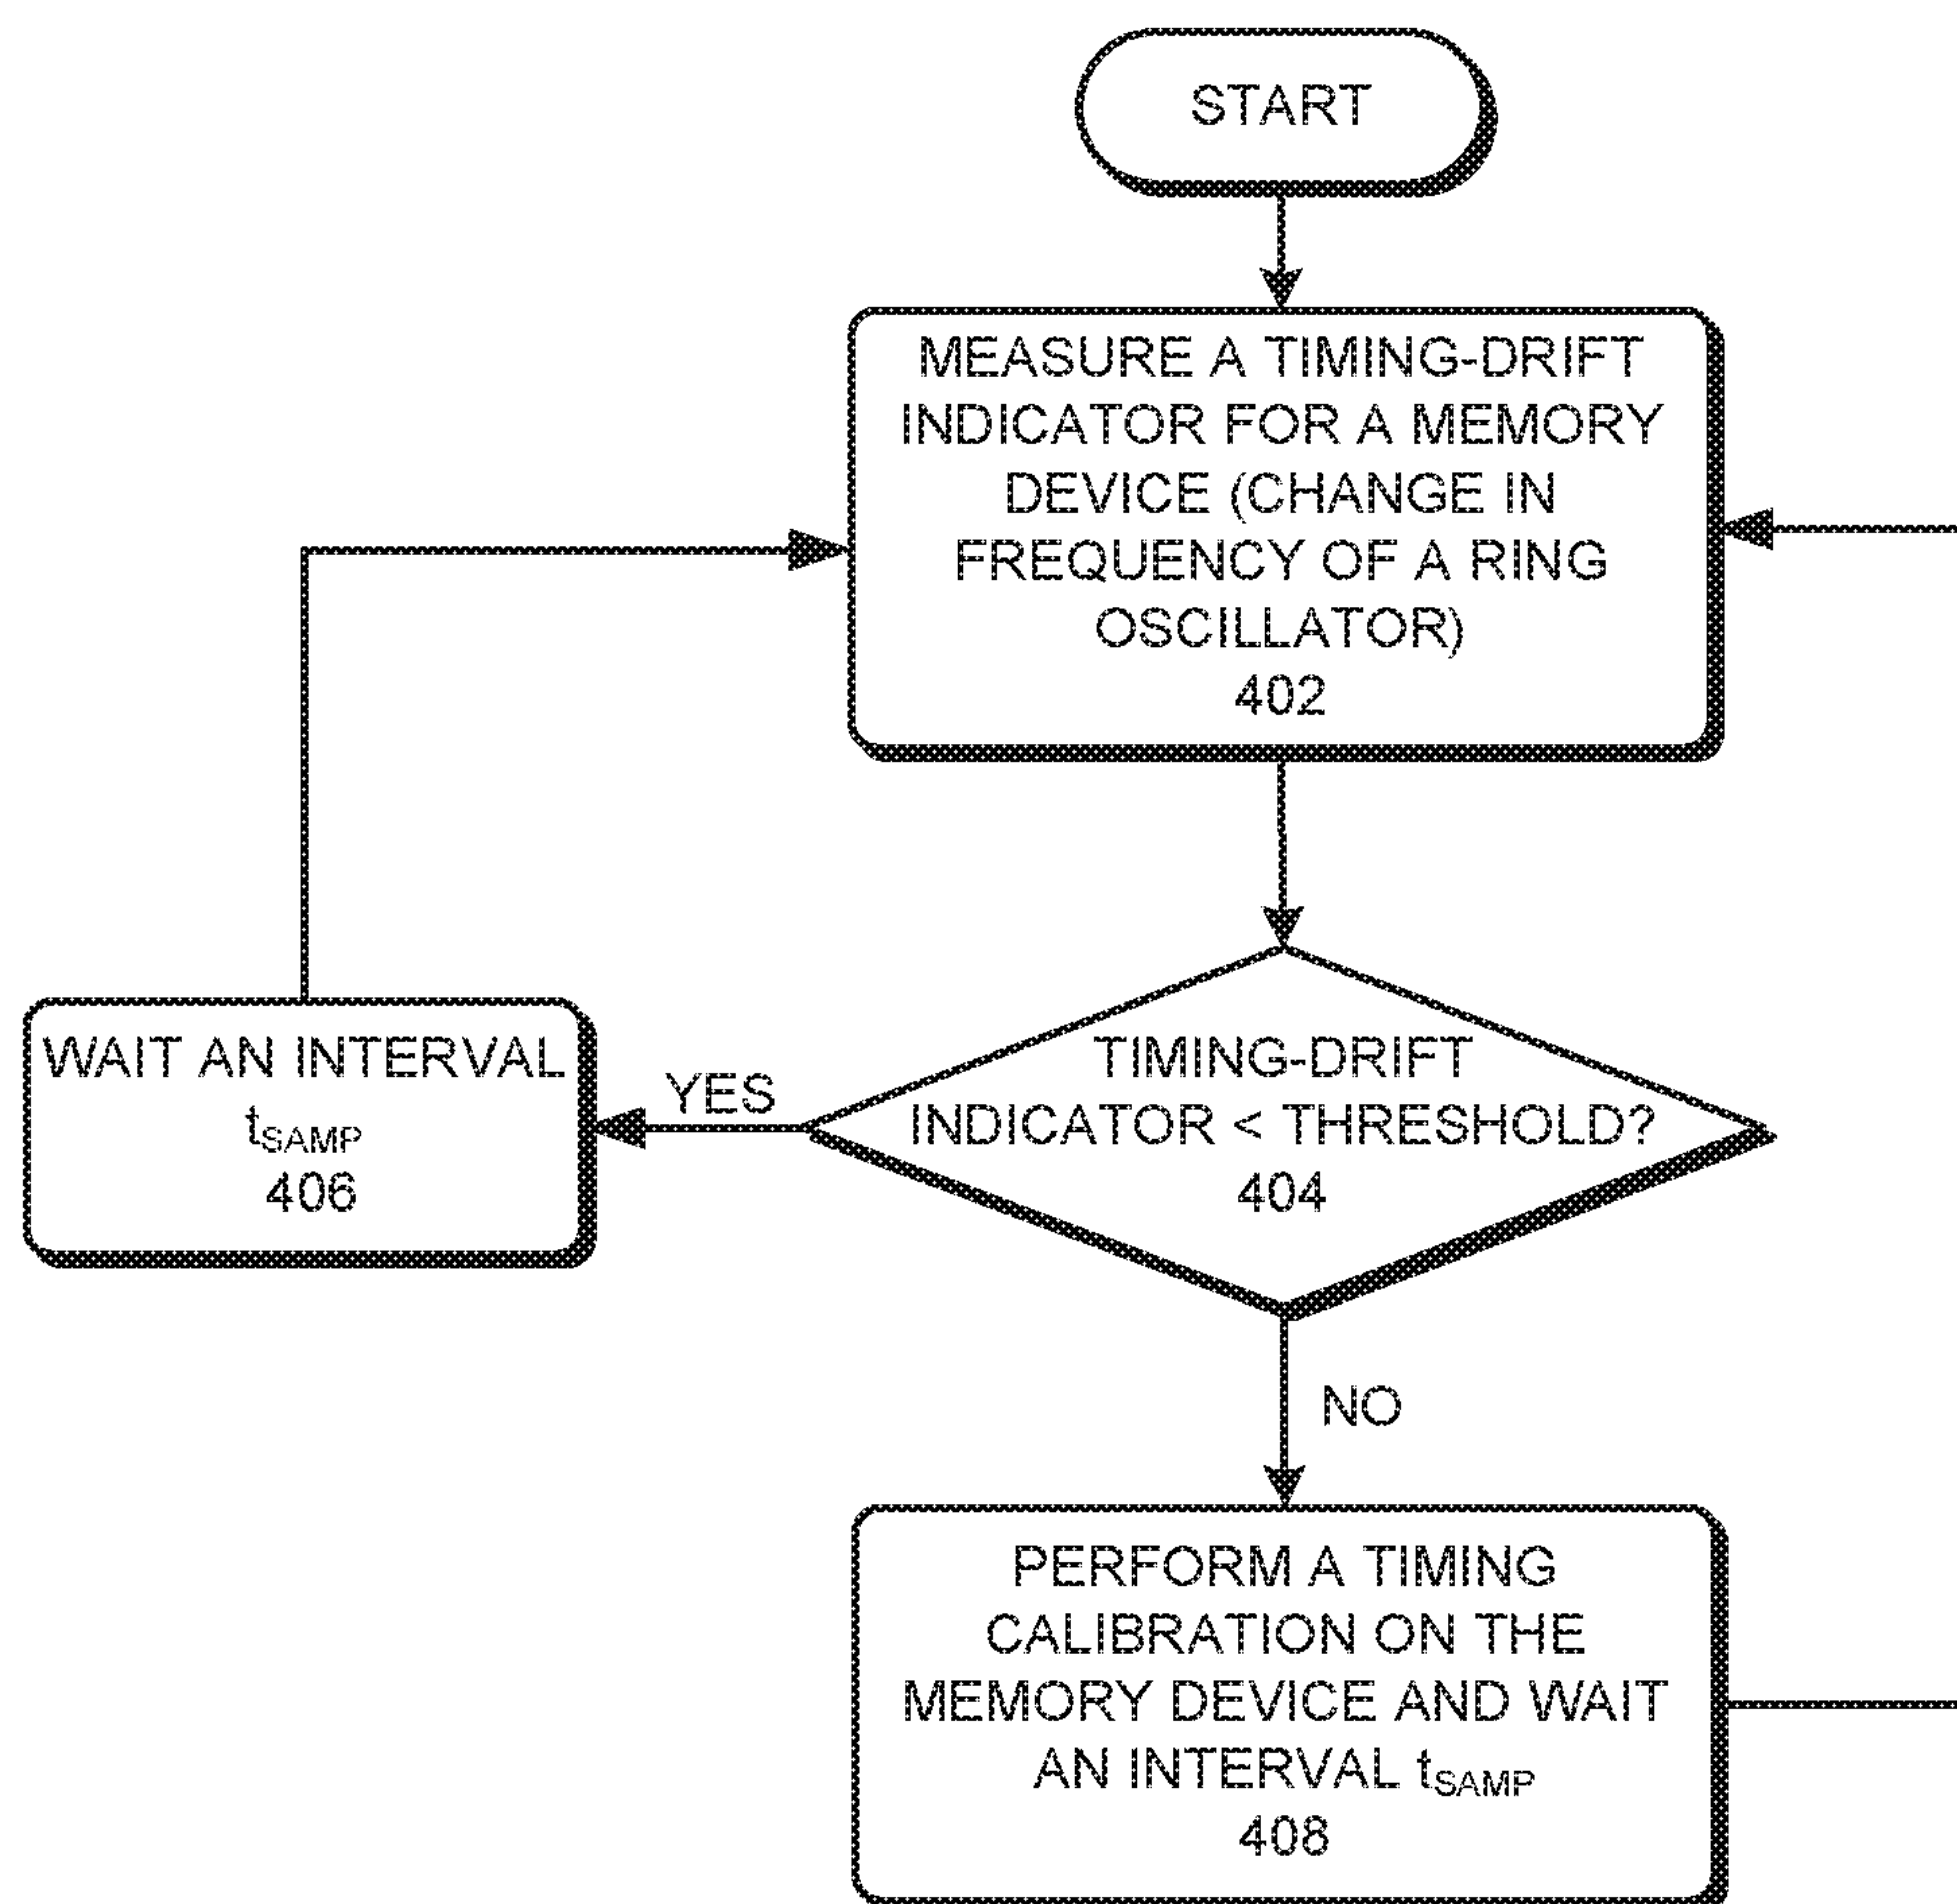 START
MEASURE A TIMING-DRIFT
INDICATOR FOR A MEMORY
DEVICE (CHANGE IN
FREQUENCY OF A RING
OSCILLATOR)
402
TIMING-DRIFT
INDICATOR < THRESHOLD?
404
YES
WAIT AN INTERVAL
tSAMP
406
NO
PERFORM A TIMING
CALIBRATION ON THE
MEMORY DEVICE AND WAIT
AN INTERVAL tSAMP
408